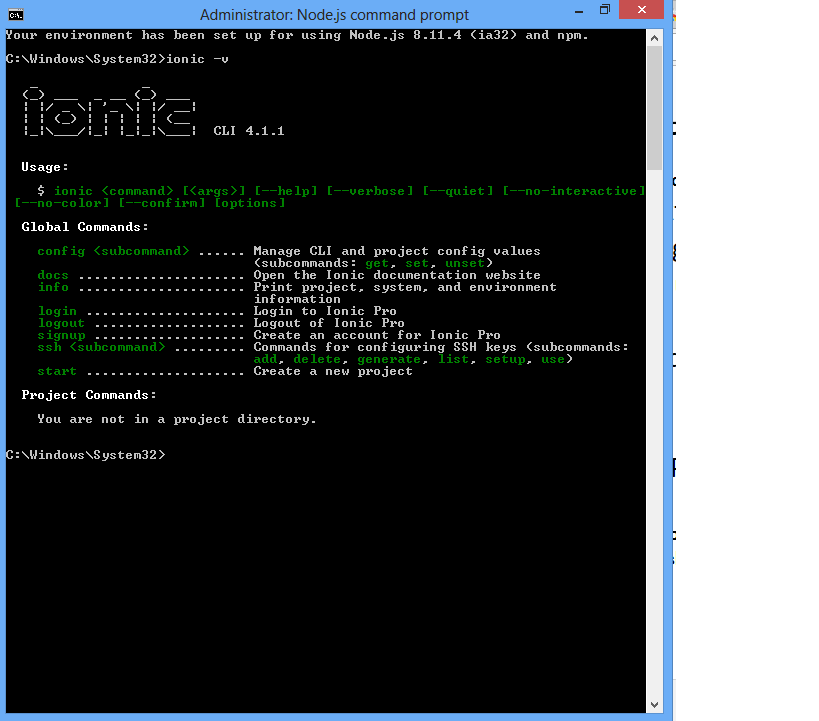 Administrator: Node.js command prompt
Your environment has been set up for using Node.js 8.11.4 (ia32) and npm.
C:\Windows\System32>ionic -v
ionic
CLI 4.1.1
Usage:
$ ionic <command> [<args>] [--help] [--verbose] [--quiet] [--no-interactive]
[--no-color] [--confirm] [options]
Global Commands:
config <subcommand> ...... Manage CLI and project config values
(subcommands: get, set, unset)
docs ..................... Open the Ionic documentation website
info ..................... Print project, system, and environment
information
login .................... Login to Ionic Pro
logout ................... Logout of Ionic Pro
signup ................... Create an account for Ionic Pro
ssh <subcommand> ......... Commands for configuring SSH keys (subcommands:
add, delete, generate, list, setup, use)
start .................... Create a new project
Project Commands:
You are not in a project directory.
C:\Windows\System32>